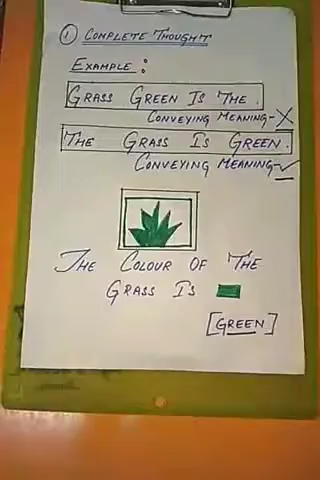 ① COMPLETE THOUGHT
EXAMPLE :
GRASS GREEN IS THE .
CONVEYING MEANING - ✗
THE GRASS IS GREEN .
CONVEYING MEANING - ✓
THE COLOUR OF THE
GRASS IS
[GREEN]